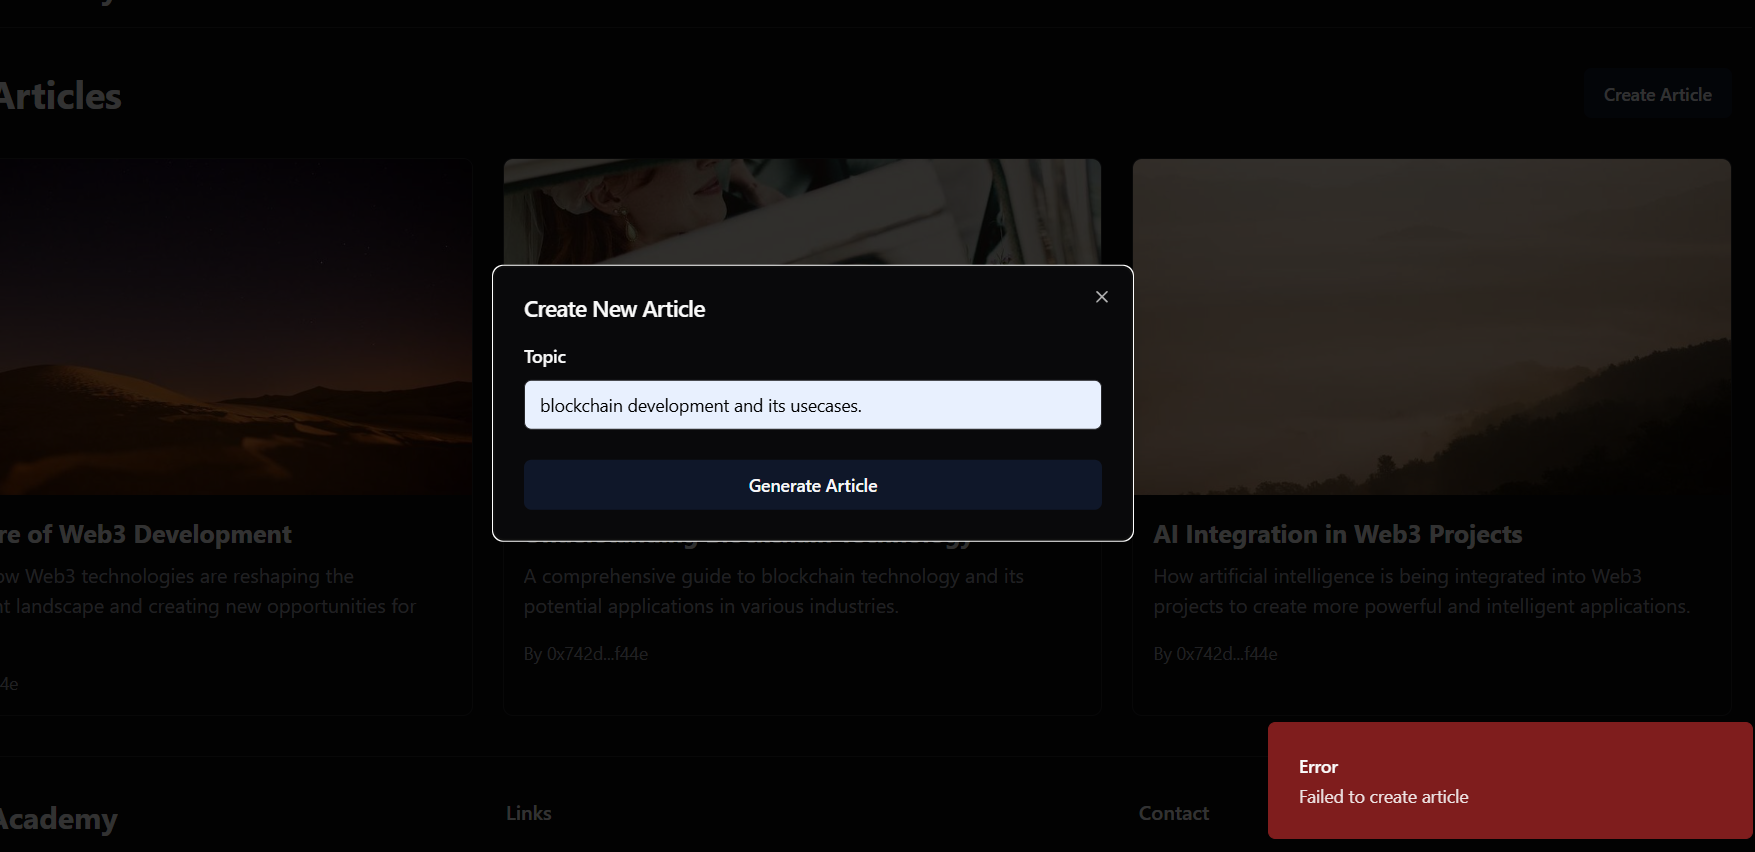 Articles
Create Article
Create New Article
Topic
blockchain development and its usecases.
Generate Article
re of Web3 Development
ow Web3 technologies are reshaping the
nt landscape and creating new opportunities for
4e
Understanding Blockchain Technology
A comprehensive guide to blockchain technology and its
potential applications in various industries.
By 0x742d...f44e
AI Integration in Web3 Projects
How artificial intelligence is being integrated into Web3
projects to create more powerful and intelligent applications.
By 0x742d...f44e
Error
Failed to create article
Academy
Links
Contact